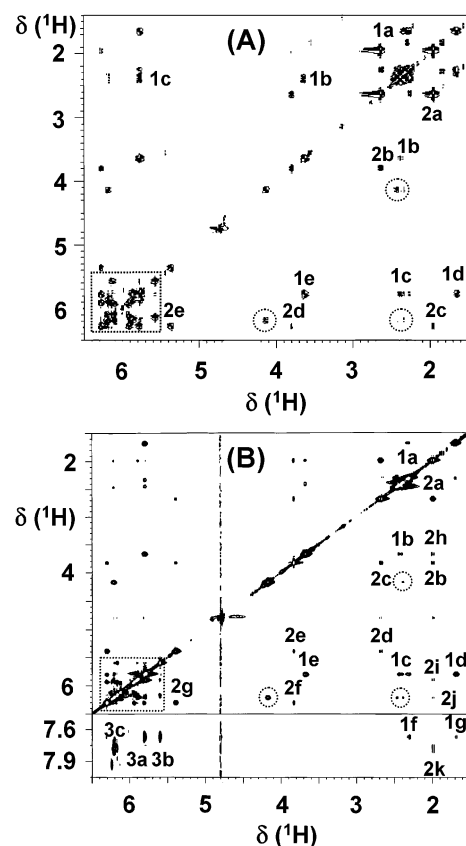 δ (¹H)
(A)
1a
2
1c
1b
3
2a
2b
1b
4
5
1e
1c
1d
6
2e
2d
2c
6
5
4
3
2
δ (¹H)
(B)
2
1a
2a
δ (¹H)
1b
2h
4
2c
2b
2e
2d
1e
1c
1d
2i
6
2g
2f
2j
7.6
3c
1f
1g
3a
3b
7.9
2k
6
5
4
3
2
δ (¹H)